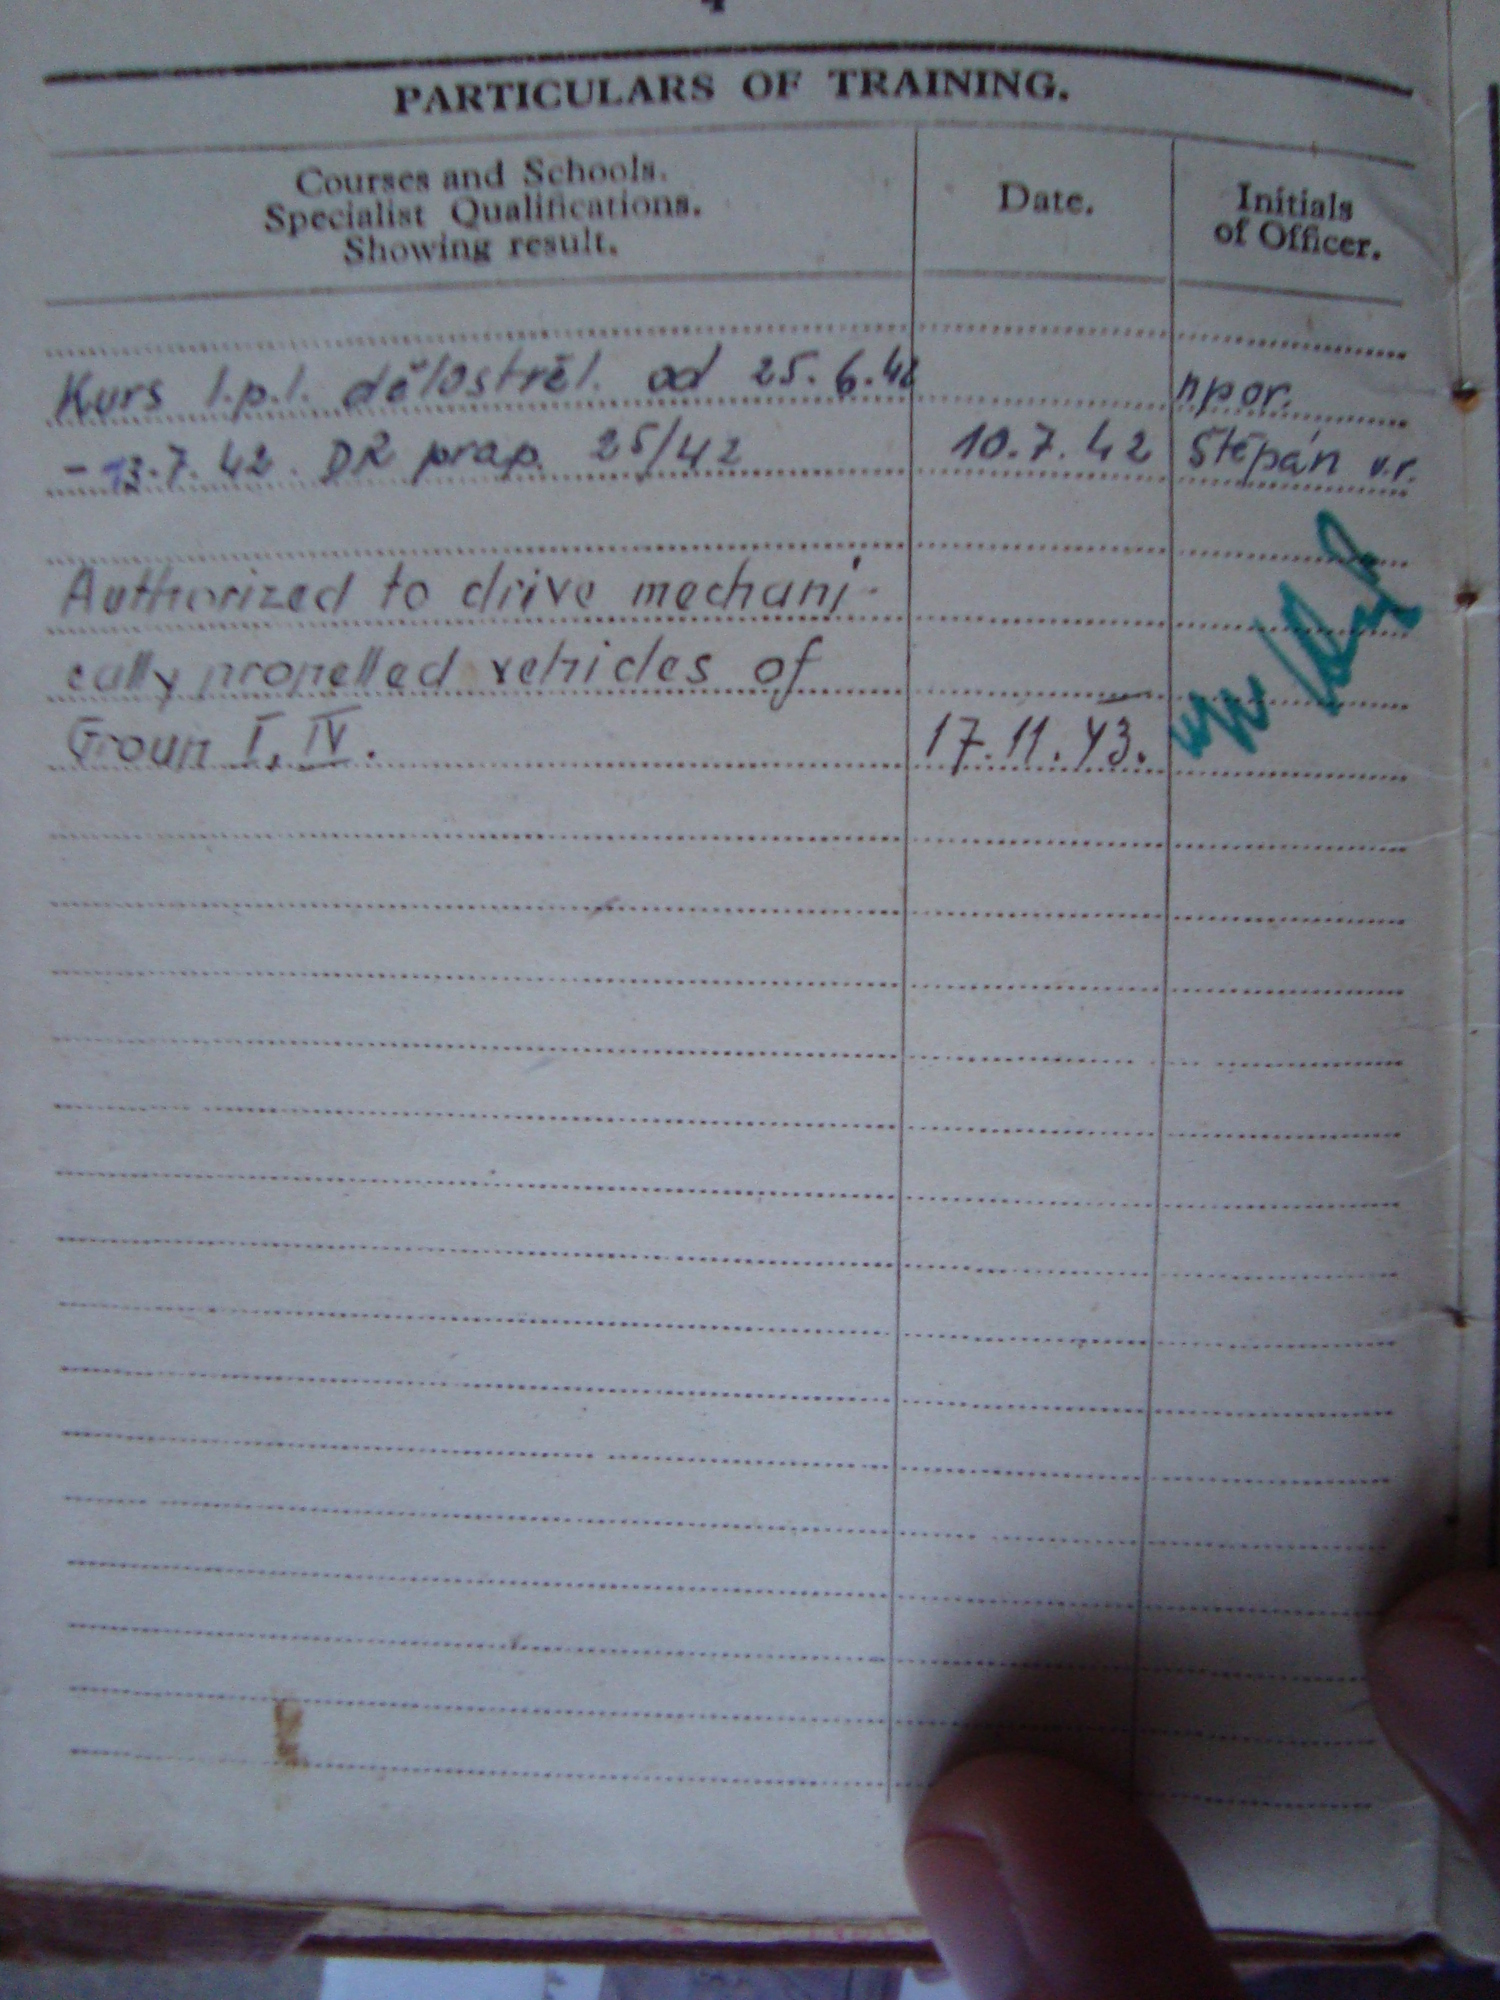 4
PARTICULARS OF TRAINING.
Courses and Schools.
Specialist Qualifications.
Showing result.
Date.
Initials
of Officer.
Kurs l.p.l. dělostřel. od 25.6.42
npor.
- 13.7.42. DR prap. 25/42
10.7.42
Štěpán v.r.
Authorized to drive mechani-
cally propelled vehicles of
Group I, IV.
17.11.43.